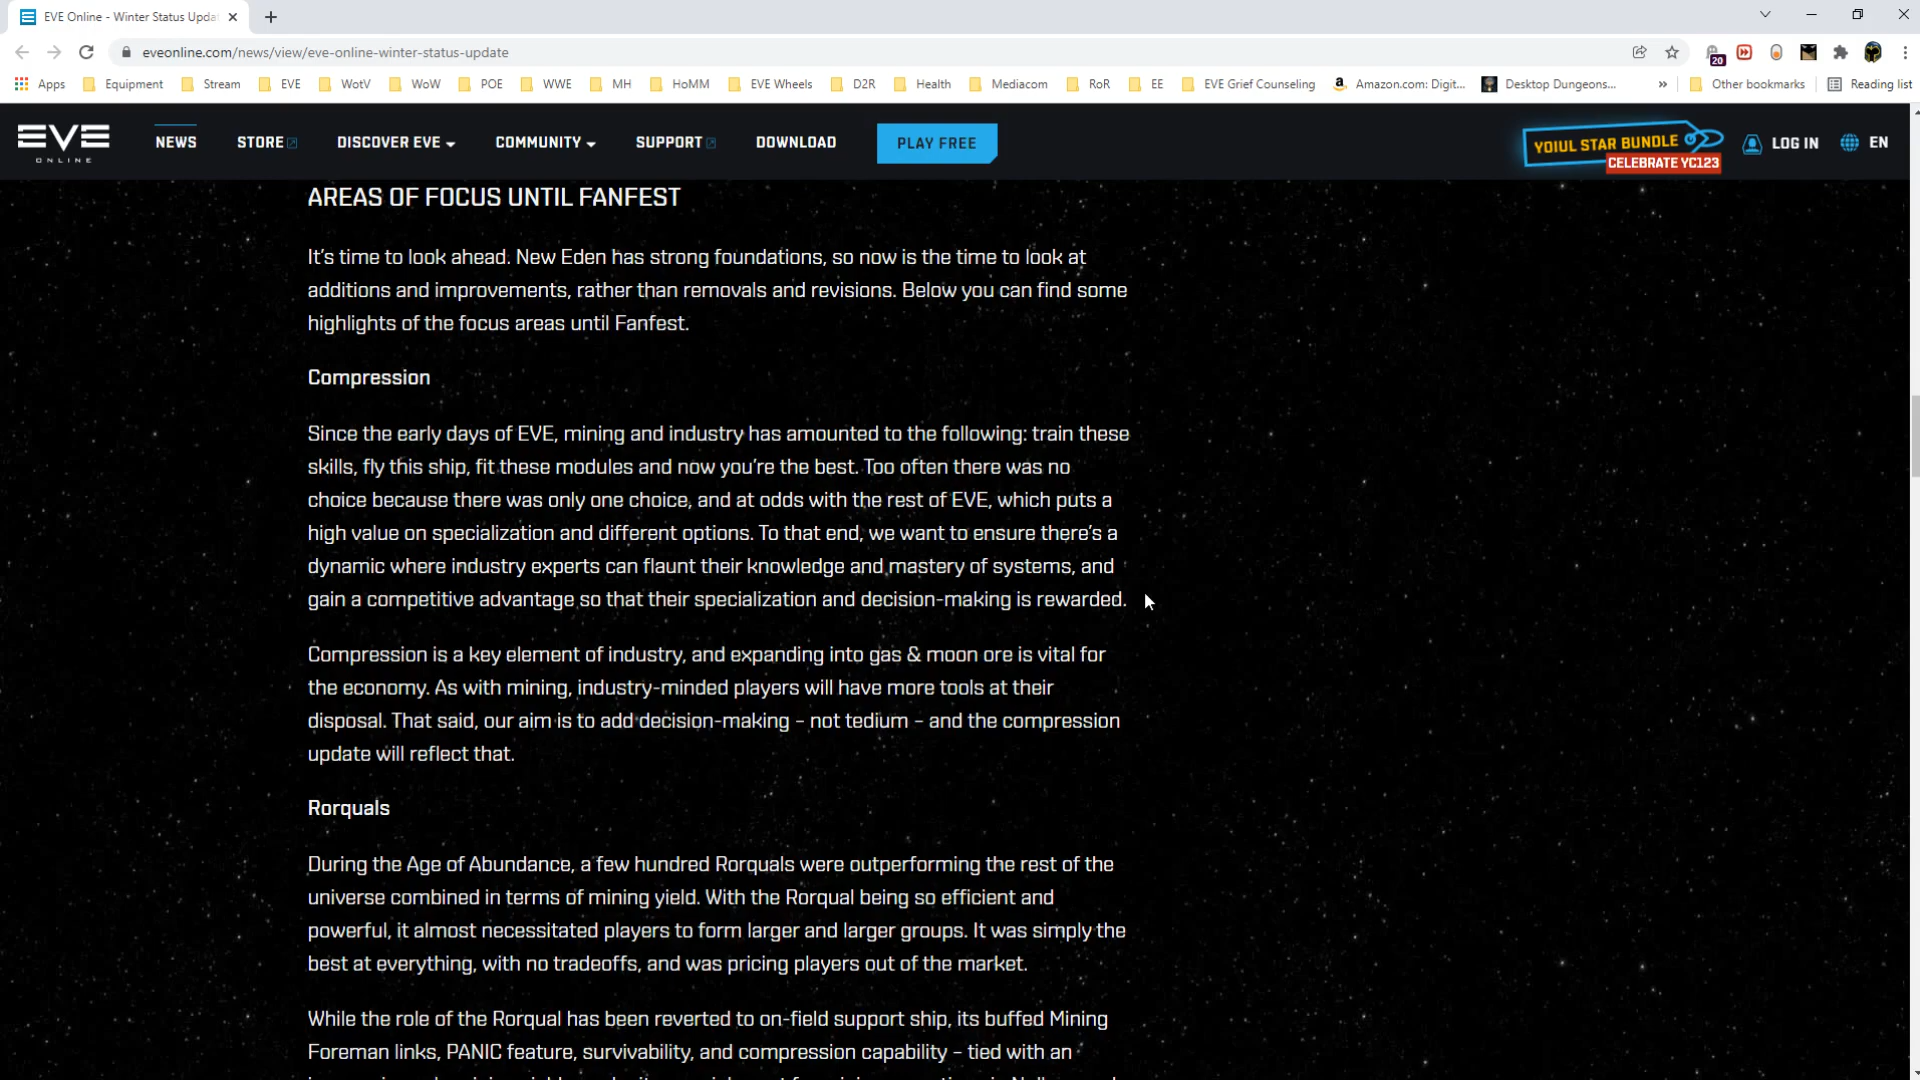 EVE Online - Winter Status Upda
eveonline.com/news/view/eve-online-winter-status-update
20
Apps Equipment Stream EVE WotV WoW POE WWE MH HoMM EVE Wheels D2R Health Mediacom RoR EE EVE Grief Counseling Amazon.com: Digit... Desktop Dungeons... » Other bookmarks Reading list
EVE
ONLINE
NEWS STORE DISCOVER EVE COMMUNITY SUPPORT DOWNLOAD PLAY FREE
YOIUL STAR BUNDLE
CELEBRATE YC123
LOG IN EN
AREAS OF FOCUS UNTIL FANFEST
It's time to look ahead. New Eden has strong foundations, so now is the time to look at
additions and improvements, rather than removals and revisions. Below you can find some
highlights of the focus areas until Fanfest.
Compression
Since the early days of EVE, mining and industry has amounted to the following: train these
skills, fly this ship, fit these modules and now you're the best. Too often there was no
choice because there was only one choice, and at odds with the rest of EVE, which puts a
high value on specialization and different options. To that end, we want to ensure there's a
dynamic where industry experts can flaunt their knowledge and mastery of systems, and
gain a competitive advantage so that their specialization and decision-making is rewarded.
Compression is a key element of industry, and expanding into gas & moon ore is vital for
the economy. As with mining, industry-minded players will have more tools at their
disposal. That said, our aim is to add decision-making – not tedium – and the compression
update will reflect that.
Rorquals
During the Age of Abundance, a few hundred Rorquals were outperforming the rest of the
universe combined in terms of mining yield. With the Rorqual being so efficient and
powerful, it almost necessitated players to form larger and larger groups. It was simply the
best at everything, with no tradeoffs, and was pricing players out of the market.
While the role of the Rorqual has been reverted to on-field support ship, its buffed Mining
Foreman links, PANIC feature, survivability, and compression capability – tied with an